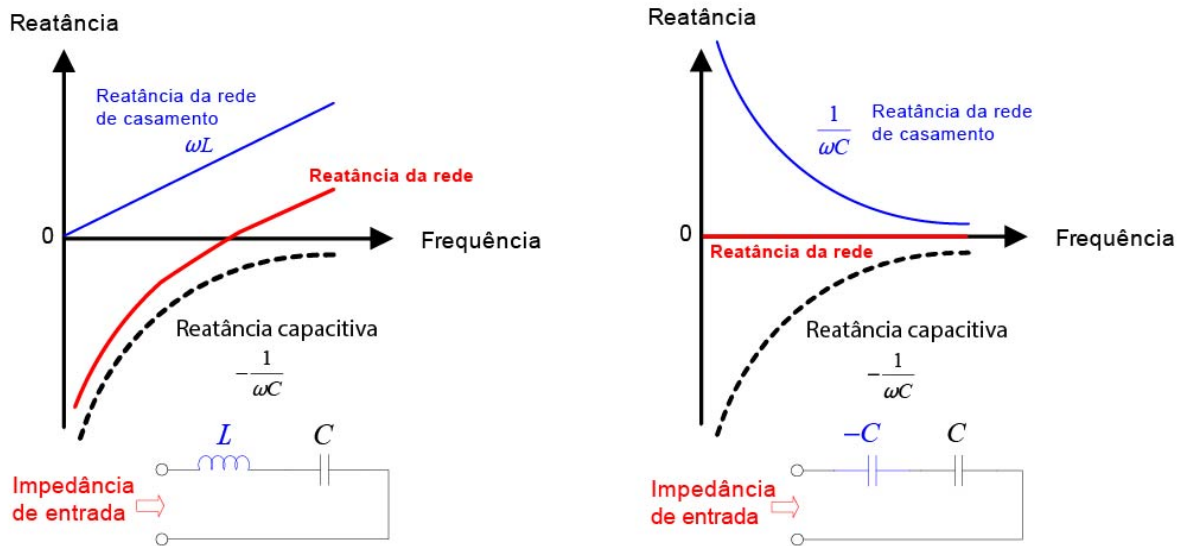 Reatância
Reatância da rede
de casamento
ωL
Reatância da rede
0
Frequência
Reatância capacitiva
-1/ωC
L
C
Impedância
de entrada
Reatância
1/ωC
Reatância da rede
de casamento
0
Frequência
Reatância da rede
Reatância capacitiva
-1/ωC
-C
C
Impedância
de entrada